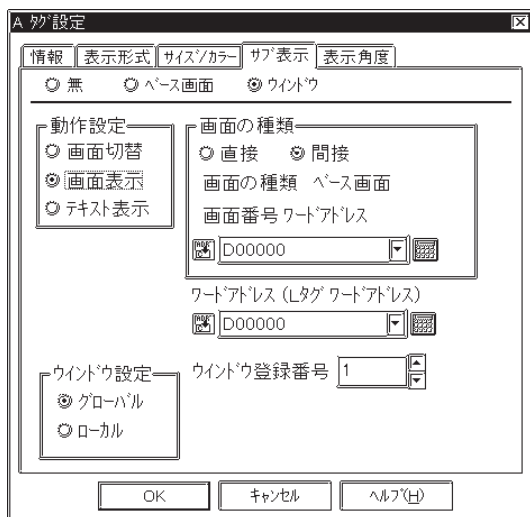 A ﾀｸﾞ設定
情報 表示形式 ｻｲｽﾞ/ｶﾗｰ ｻﾌﾞ表示 表示角度
無 ﾍﾞｰｽ画面 ｳｨﾝﾄﾞｳ
動作設定
画面切替
画面表示
ﾃｷｽﾄ表示
画面の種類
直接 間接
画面の種類 ﾍﾞｰｽ画面
画面番号 ﾜｰﾄﾞｱﾄﾞﾚｽ
D00000
ﾜｰﾄﾞｱﾄﾞﾚｽ (Lﾀｸﾞ ﾜｰﾄﾞｱﾄﾞﾚｽ)
D00000
ｳｨﾝﾄﾞｳ設定
ｸﾞﾛｰﾊﾞﾙ
ﾛｰｶﾙ
ｳｨﾝﾄﾞｳ登録番号 1
OK ｷｬﾝｾﾙ ﾍﾙﾌﾟ(H)